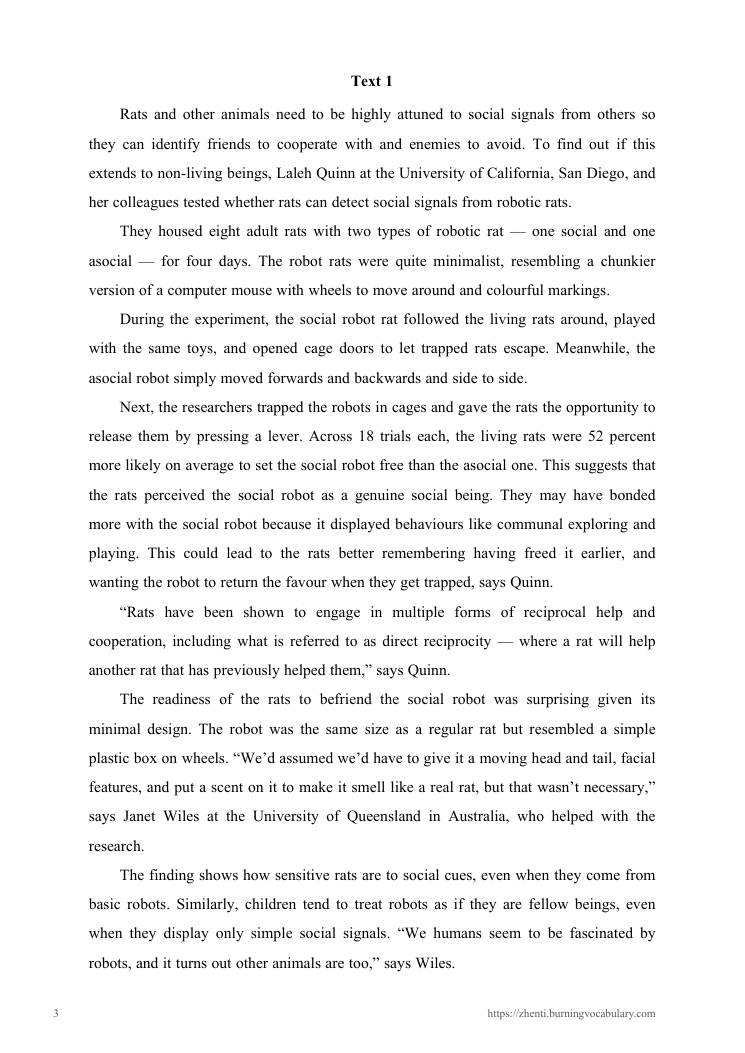 Text 1
Rats and other animals need to be highly attuned to social signals from others so
they can identify friends to cooperate with and enemies to avoid. To find out if this
extends to non-living beings, Laleh Quinn at the University of California, San Diego, and
her colleagues tested whether rats can detect social signals from robotic rats.
They housed eight adult rats with two types of robotic rat — one social and one
asocial — for four days. The robot rats were quite minimalist, resembling a chunkier
version of a computer mouse with wheels to move around and colourful markings.
During the experiment, the social robot rat followed the living rats around, played
with the same toys, and opened cage doors to let trapped rats escape. Meanwhile, the
asocial robot simply moved forwards and backwards and side to side.
Next, the researchers trapped the robots in cages and gave the rats the opportunity to
release them by pressing a lever. Across 18 trials each, the living rats were 52 percent
more likely on average to set the social robot free than the asocial one. This suggests that
the rats perceived the social robot as a genuine social being. They may have bonded
more with the social robot because it displayed behaviours like communal exploring and
playing. This could lead to the rats better remembering having freed it earlier, and
wanting the robot to return the favour when they get trapped, says Quinn.
“Rats have been shown to engage in multiple forms of reciprocal help and
cooperation, including what is referred to as direct reciprocity — where a rat will help
another rat that has previously helped them,” says Quinn.
The readiness of the rats to befriend the social robot was surprising given its
minimal design. The robot was the same size as a regular rat but resembled a simple
plastic box on wheels. “We’d assumed we’d have to give it a moving head and tail, facial
features, and put a scent on it to make it smell like a real rat, but that wasn’t necessary,”
says Janet Wiles at the University of Queensland in Australia, who helped with the
research.
The finding shows how sensitive rats are to social cues, even when they come from
basic robots. Similarly, children tend to treat robots as if they are fellow beings, even
when they display only simple social signals. “We humans seem to be fascinated by
robots, and it turns out other animals are too,” says Wiles.
3
https://zhenti.burningvocabulary.com